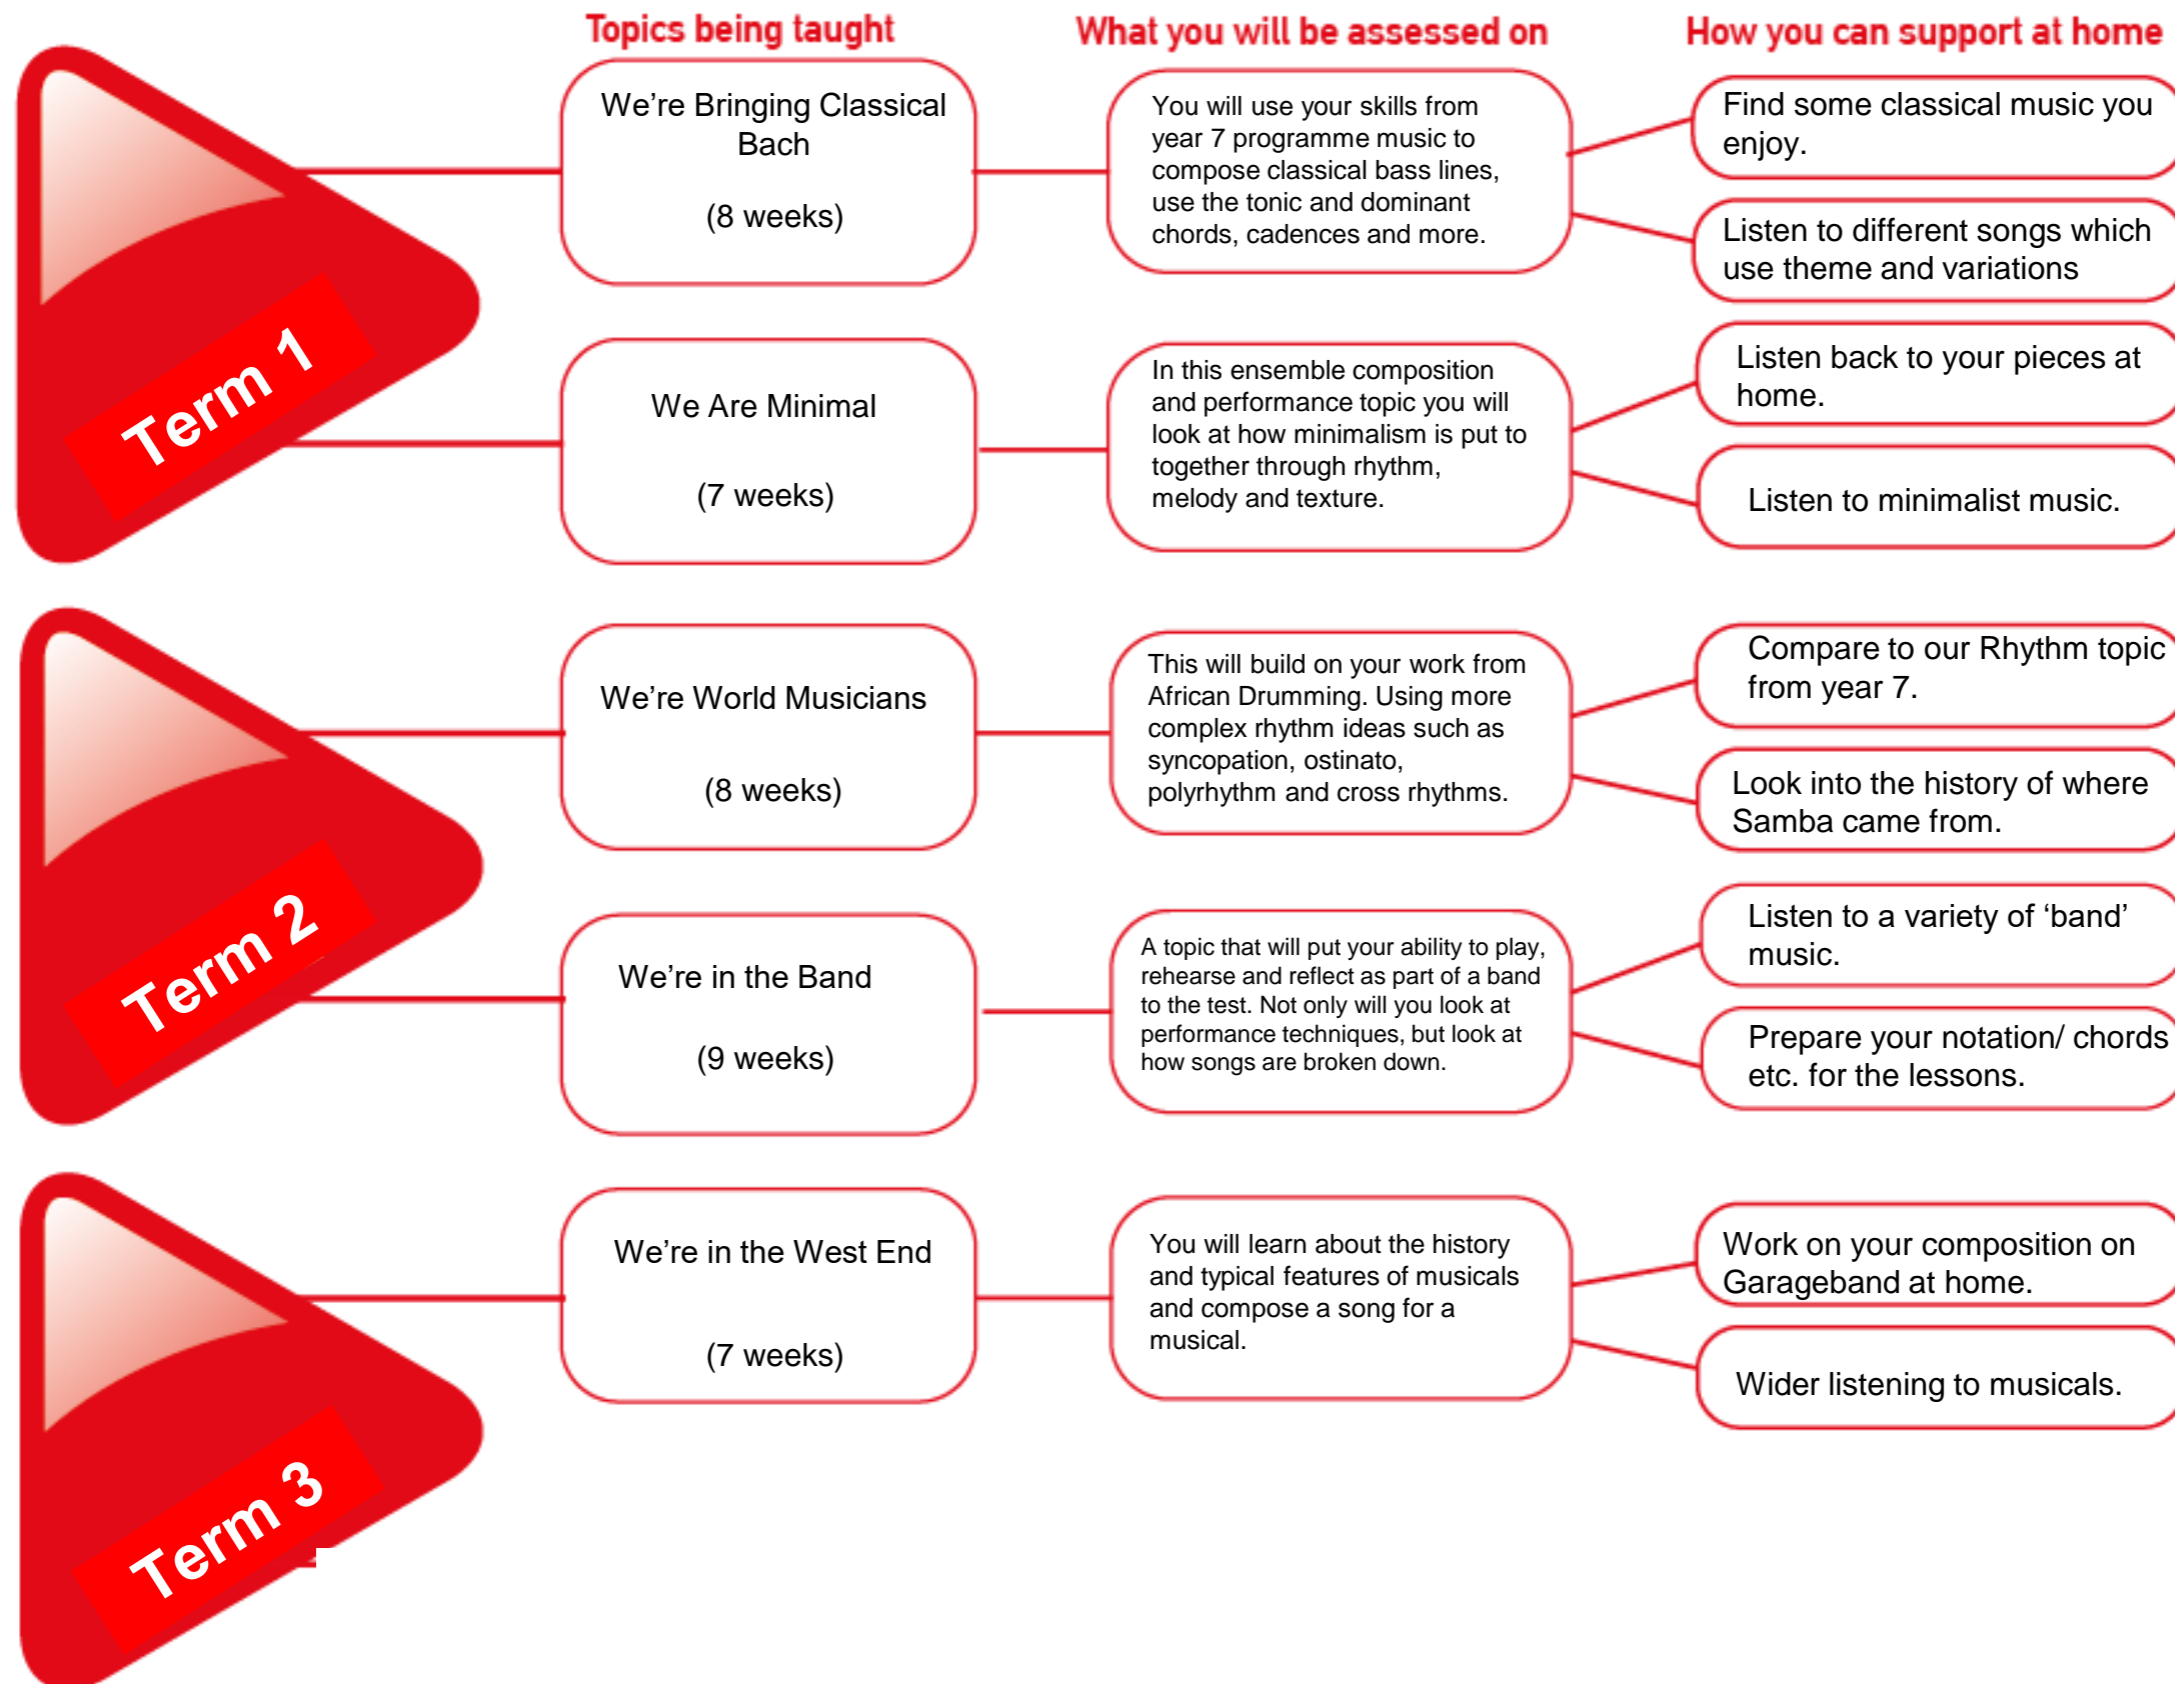 Topics being taught
What you will be assessed on
How you can support at home
Term 1
We're Bringing Classical
Bach
(8 weeks)
You will use your skills from
year 7 programme music to
compose classical bass lines,
use the tonic and dominant
chords, cadences and more.
Find some classical music you
enjoy.
Listen to different songs which
use theme and variations
We Are Minimal
(7 weeks)
In this ensemble composition
and performance topic you will
look at how minimalism is put to
together through rhythm,
melody and texture.
Listen back to your pieces at
home.
Listen to minimalist music.
Term 2
We're World Musicians
(8 weeks)
This will build on your work from
African Drumming. Using more
complex rhythm ideas such as
syncopation, ostinato,
polyrhythm and cross rhythms.
Compare to our Rhythm topic
from year 7.
Look into the history of where
Samba came from.
We're in the Band
(9 weeks)
A topic that will put your ability to play,
rehearse and reflect as part of a band
to the test. Not only will you look at
performance techniques, but look at
how songs are broken down.
Listen to a variety of ‘band’
music.
Prepare your notation/ chords
etc. for the lessons.
Term 3
We're in the West End
(7 weeks)
You will learn about the history
and typical features of musicals
and compose a song for a
musical.
Work on your composition on
Garageband at home.
Wider listening to musicals.